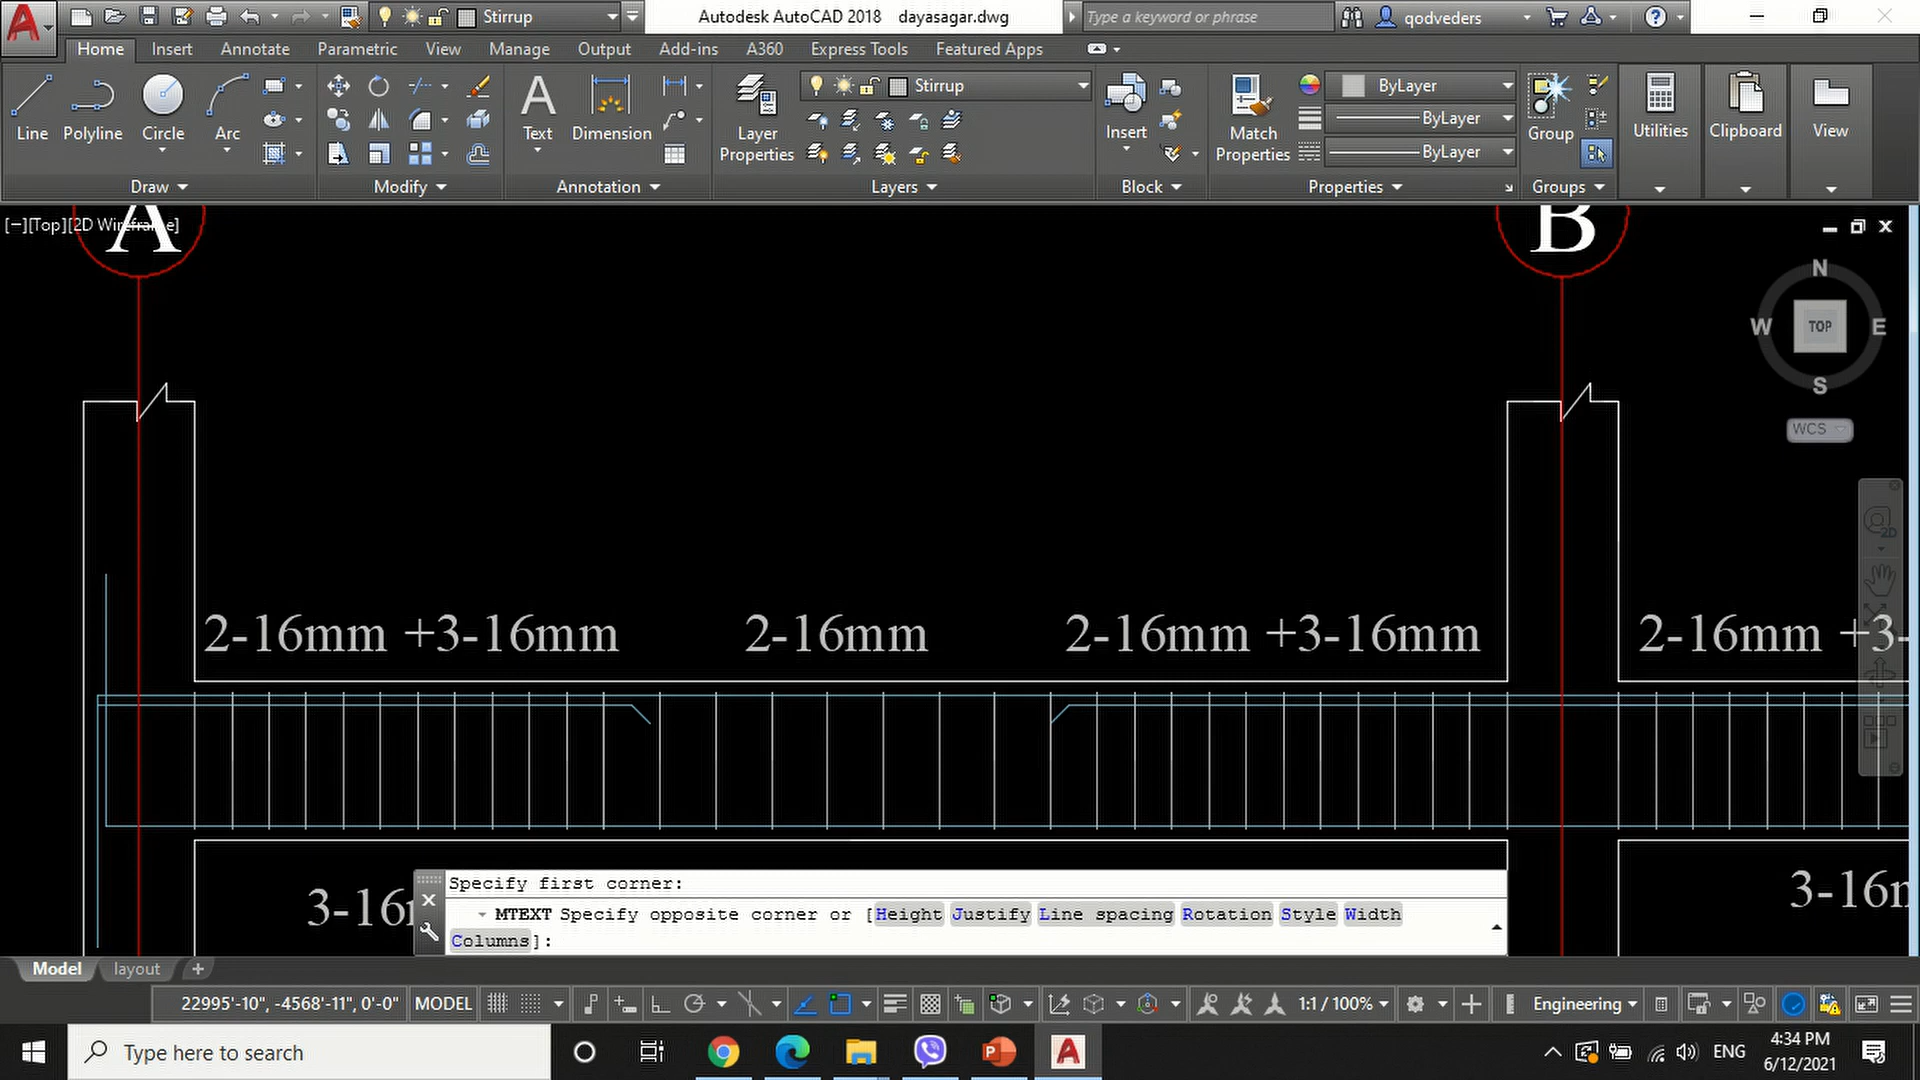 Stirrup
Autodesk AutoCAD 2018 dayasagar.dwg
Type a keyword or phrase
qodveders
Home Insert Annotate Parametric View Manage Output Add-ins A360 Express Tools Featured Apps
Line Polyline Circle Arc
Text Dimension
Layer Properties
Stirrup
Insert
Match Properties
ByLayer
ByLayer
ByLayer
Group
Utilities Clipboard View
Draw Modify Annotation Layers Block Properties Groups
[−][Top][2D Wireframe]
A B
N
W TOP E
S
WCS
2D
2-16mm +3-16mm 2-16mm 2-16mm +3-16mm 2-16mm +3-
3-16 3-16
Specify first corner:
MTEXT Specify opposite corner or [Height Justify Line spacing Rotation Style Width
Columns]:
Model layout +
22995'-10", -4568'-11", 0'-0" MODEL 1:1 / 100% Engineering
Type here to search
ENG
4:34 PM
6/12/2021